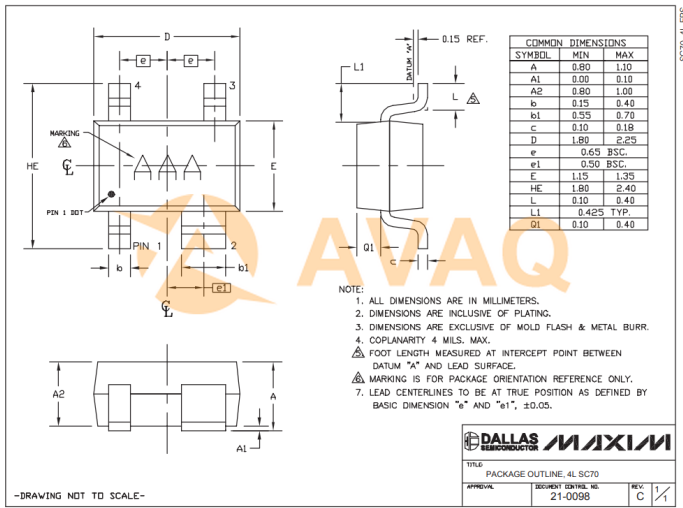 D
e
e
4
3
MARKING
6
HE
C
L
E
PIN 1 DOT
PIN 1
2
b
b1
e1
C
L
0.15 REF.
DATUM "A"
L1
L
5
Q1
c
COMMON DIMENSIONS
SYMBOL MIN MAX
A 0.80 1.10
A1 0.00 0.10
A2 0.80 1.00
b 0.15 0.40
b1 0.55 0.70
c 0.10 0.18
D 1.80 2.25
e 0.65 BSC.
e1 0.50 BSC.
E 1.15 1.35
HE 1.80 2.40
L 0.10 0.40
L1 0.425 TYP.
Q1 0.10 0.40
AVAQ
NOTE:
1. ALL DIMENSIONS ARE IN MILLIMETERS.
2. DIMENSIONS ARE INCLUSIVE OF PLATING.
3. DIMENSIONS ARE EXCLUSIVE OF MOLD FLASH & METAL BURR.
4. COPLANARITY 4 MILS. MAX.
5 FOOT LENGTH MEASURED AT INTERCEPT POINT BETWEEN
DATUM "A" AND LEAD SURFACE.
6 MARKING IS FOR PACKAGE ORIENTATION REFERENCE ONLY.
7. LEAD CENTERLINES TO BE AT TRUE POSITION AS DEFINED BY
BASIC DIMENSION "e" AND "e1", ±0.05.
A2
A
A1
-DRAWING NOT TO SCALE-
DALLAS
SEMICONDUCTOR
MAXIM
TITLE:
PACKAGE OUTLINE, 4L SC70
APPROVAL
DOCUMENT CONTROL NO.
21-0098
REV.
C
1/1